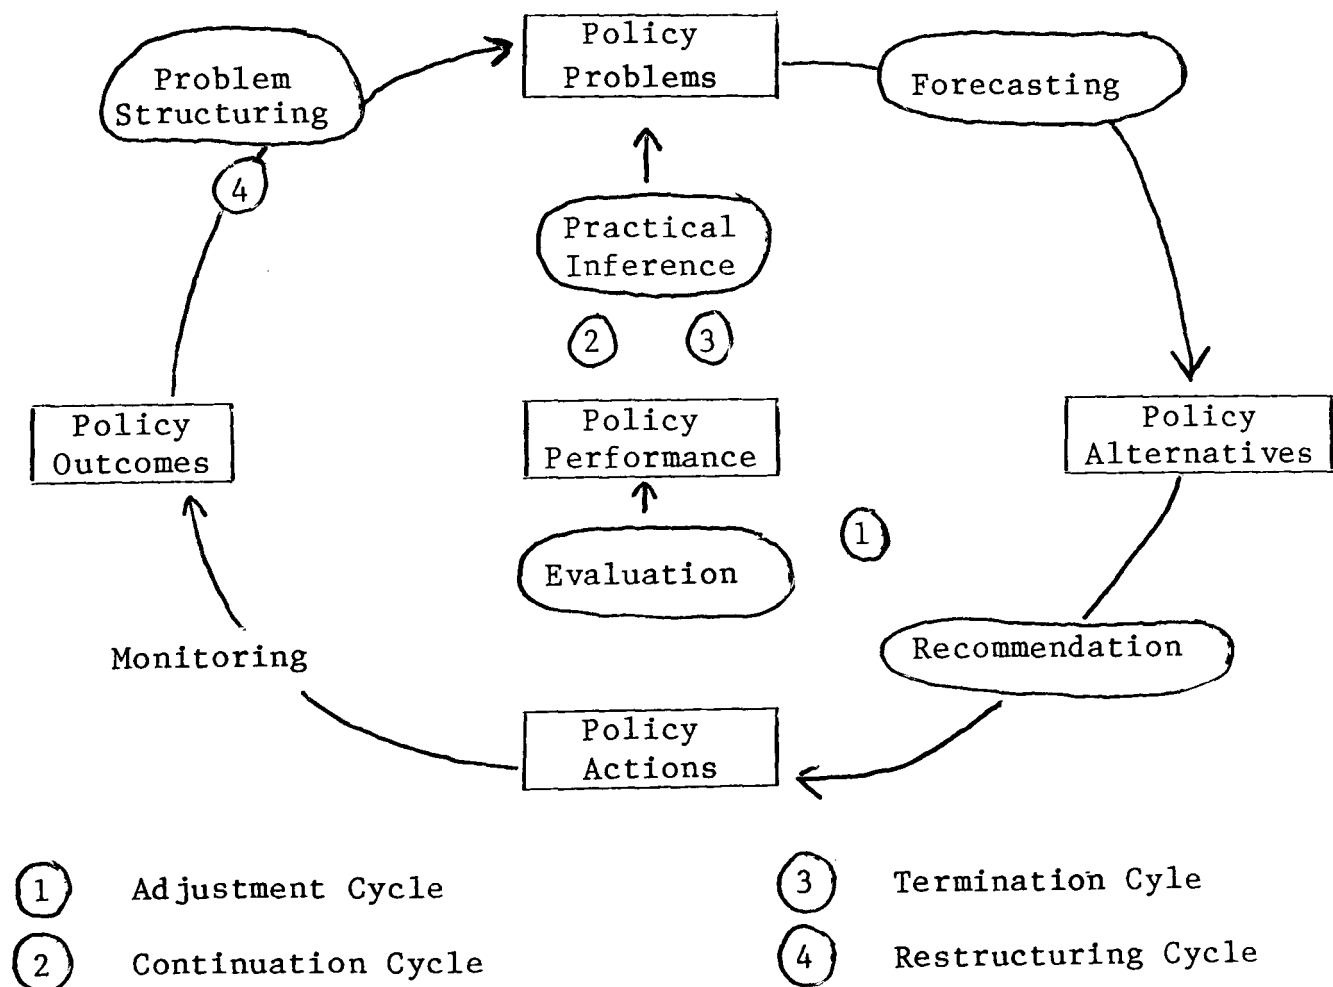 Policy
Problems
Problem
Structuring
Forecasting
4
Practical
Inference
2 3
Policy
Outcomes
Policy
Performance
Policy
Alternatives
1
Evaluation
Monitoring
Recommendation
Policy
Actions
1 Adjustment Cycle
2 Continuation Cycle
3 Termination Cyle
4 Restructuring Cycle